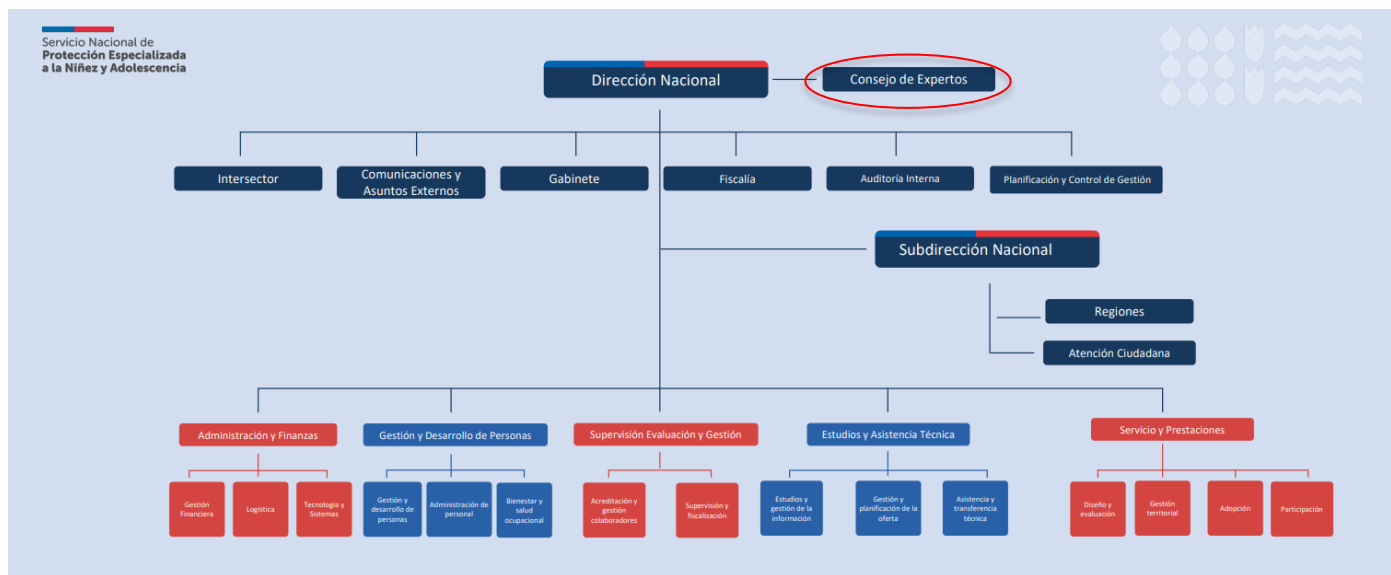 Servicio Nacional de
Protección Especializada
a la Niñez y Adolescencia
Dirección Nacional
Consejo de Expertos
Intersector
Comunicaciones y
Asuntos Externos
Gabinete
Fiscalía
Auditoría Interna
Planificación y Control de Gestión
Subdirección Nacional
Regiones
Atención Ciudadana
Administración y Finanzas
Gestión y Desarrollo de Personas
Supervisión Evaluación y Gestión
Estudios y Asistencia Técnica
Servicio y Prestaciones
Gestión
Financiera
Logística
Tecnología y
Sistemas
Gestión y
desarrollo de
personas
Administración de
personal
Bienestar y
salud
ocupacional
Acreditación y
gestión
colaboradores
Supervisión y
fiscalización
Estudios y
gestión de la
información
Gestión y
planificación de la
oferta
Asistencia y
transferencia
técnica
Diseño y
evaluación
Gestión
territorial
Adopción
Participación